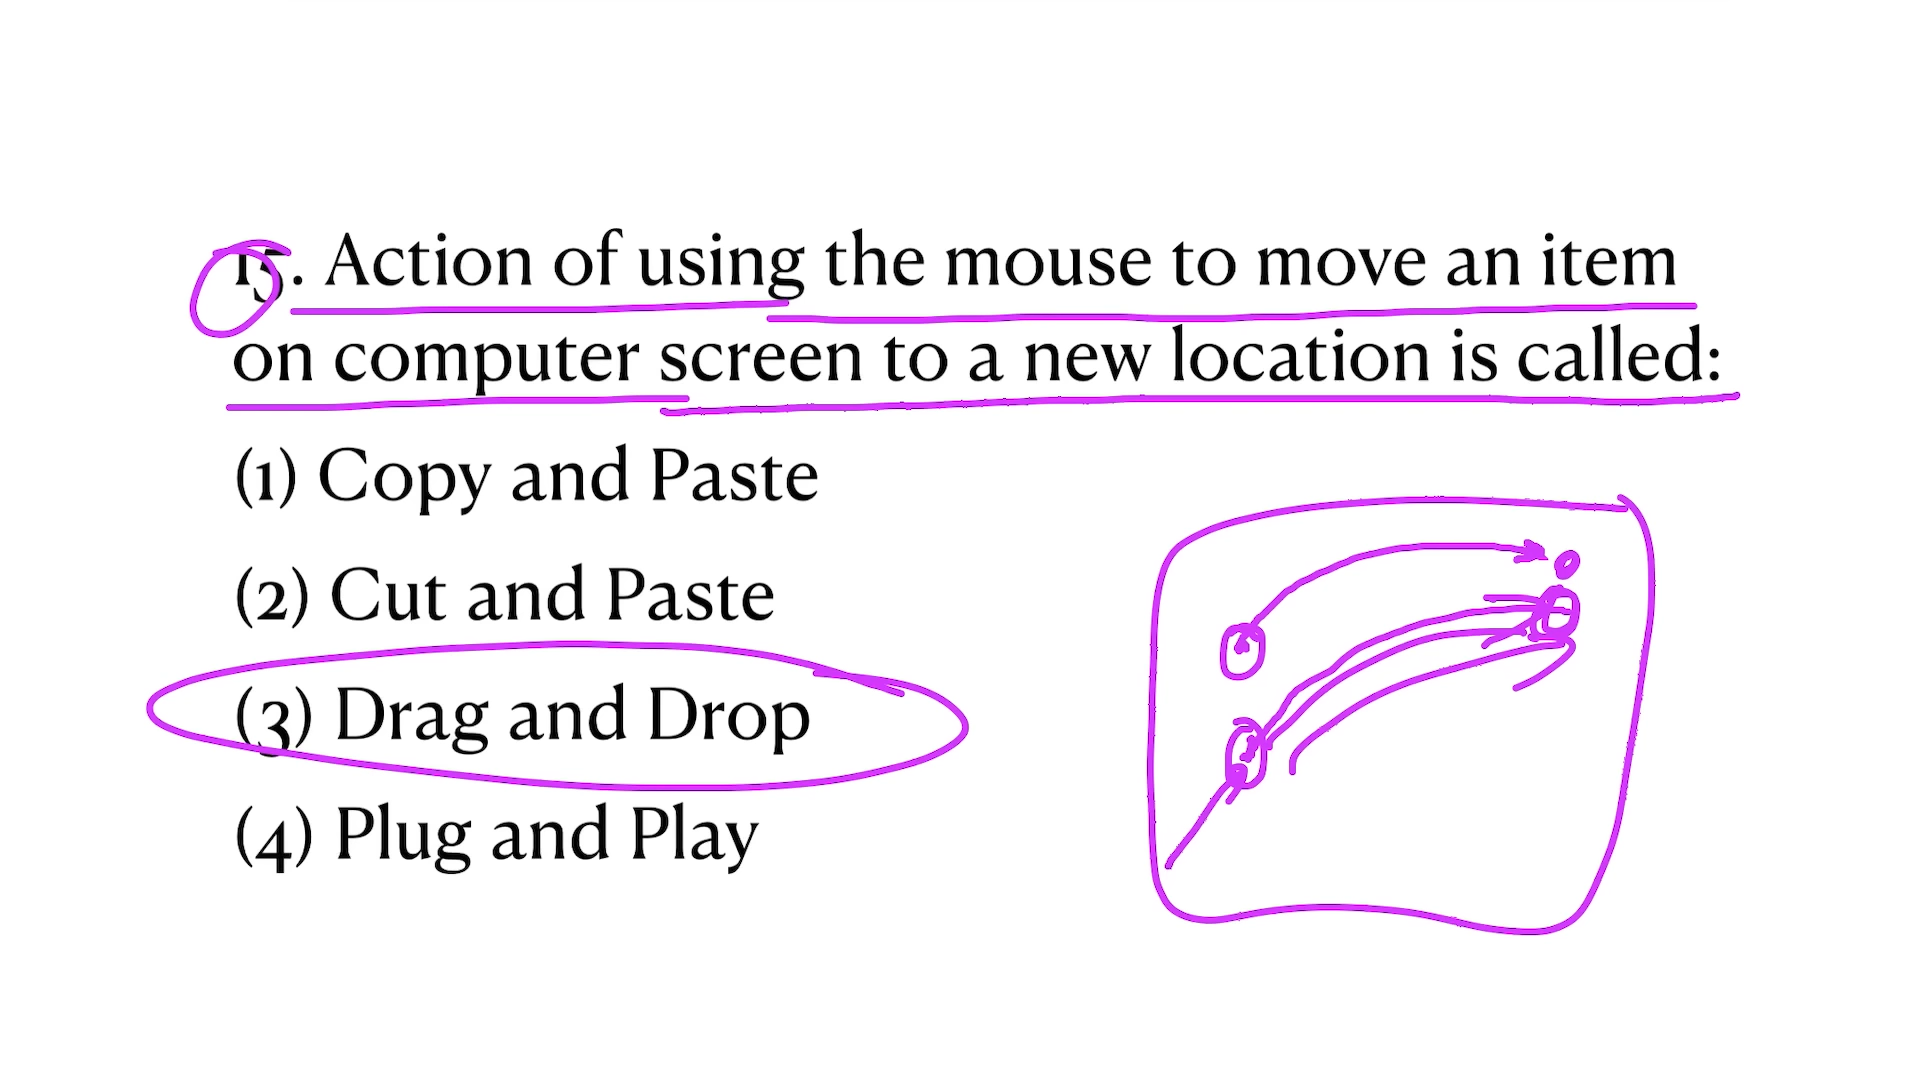 15. Action of using the mouse to move an item
on computer screen to a new location is called:
(1) Copy and Paste
(2) Cut and Paste
(3) Drag and Drop
(4) Plug and Play